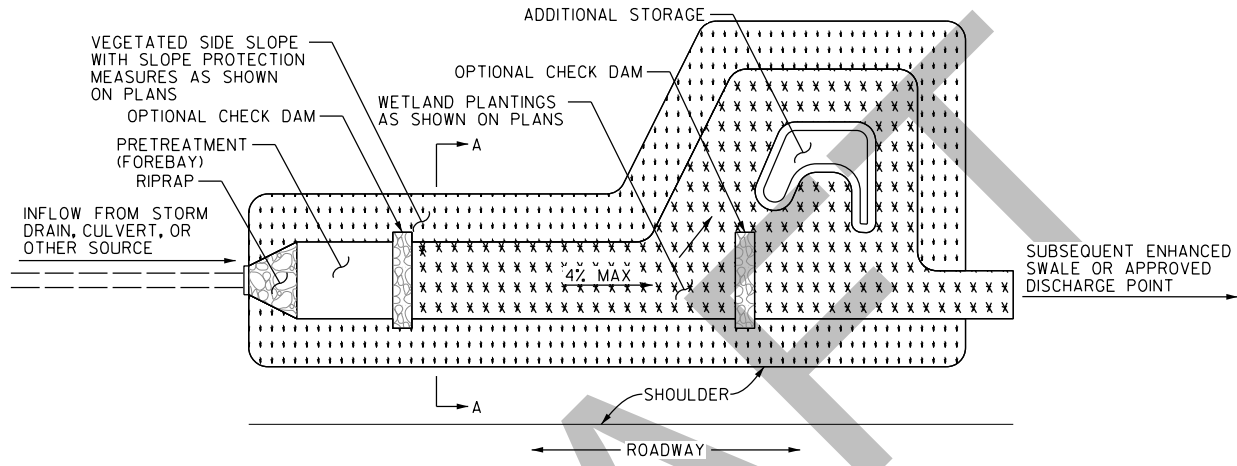 ADDITIONAL STORAGE
VEGETATED SIDE SLOPE
WITH SLOPE PROTECTION
MEASURES AS SHOWN
ON PLANS
OPTIONAL CHECK DAM
WETLAND PLANTINGS
AS SHOWN ON PLANS
OPTIONAL CHECK DAM
PRETREATMENT
(FOREBAY)
RIPRAP
A
INFLOW FROM STORM
DRAIN, CULVERT, OR
OTHER SOURCE
4% MAX
SUBSEQUENT ENHANCED
SWALE OR APPROVED
DISCHARGE POINT
SHOULDER
A
ROADWAY